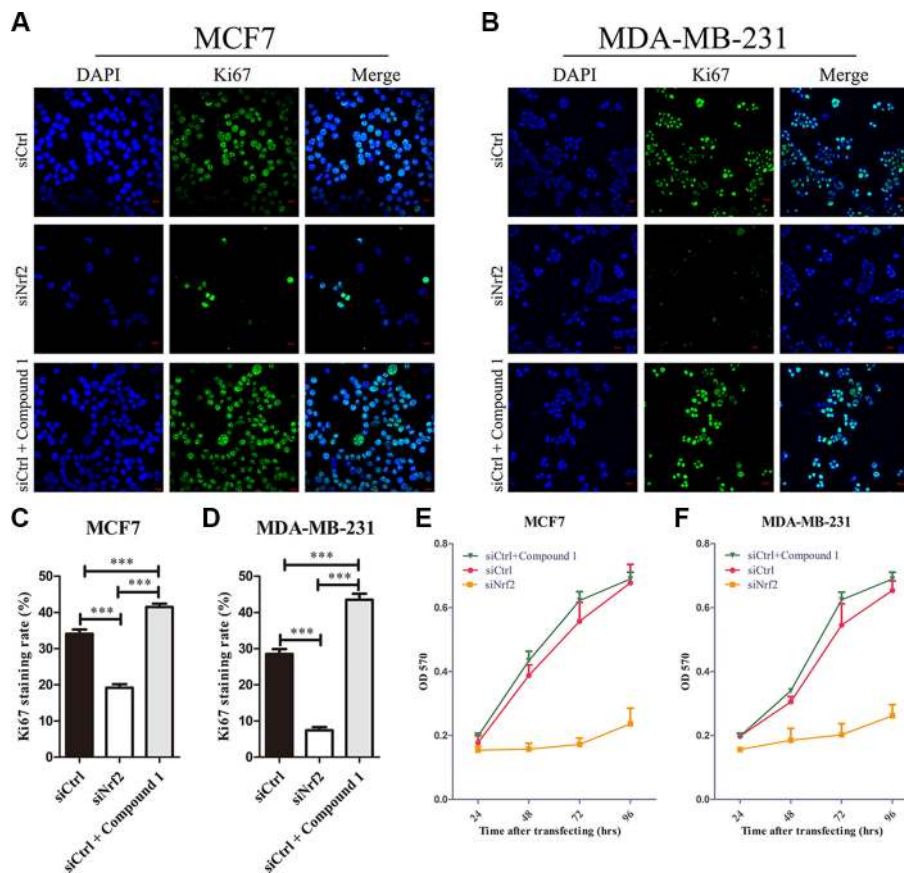 A
MCF7
DAPI Ki67 Merge
siCtrl
siNrf2
siCtrl + Compound 1
B
MDA-MB-231
DAPI Ki67 Merge
siCtrl
siNrf2
siCtrl + Compound 1
C
MCF7
Ki67 staining rate (%)
50
40
30
20
10
0
***
***
***
siCtrl
siNrf2
siCtrl + Compound 1
D
MDA-MB-231
Ki67 staining rate (%)
50
40
30
20
10
0
***
***
***
siCtrl
siNrf2
siCtrl + Compound 1
E
MCF7
siCtrl+Compound 1
siCtrl
siNrf2
OD 570
0.8
0.6
0.4
0.2
0.0
24 48 72 96
Time after transfecting (hrs)
F
MDA-MB-231
siCtrl+Compound 1
siCtrl
siNrf2
OD 570
0.8
0.6
0.4
0.2
0.0
24 48 72 96
Time after transfecting (hrs)